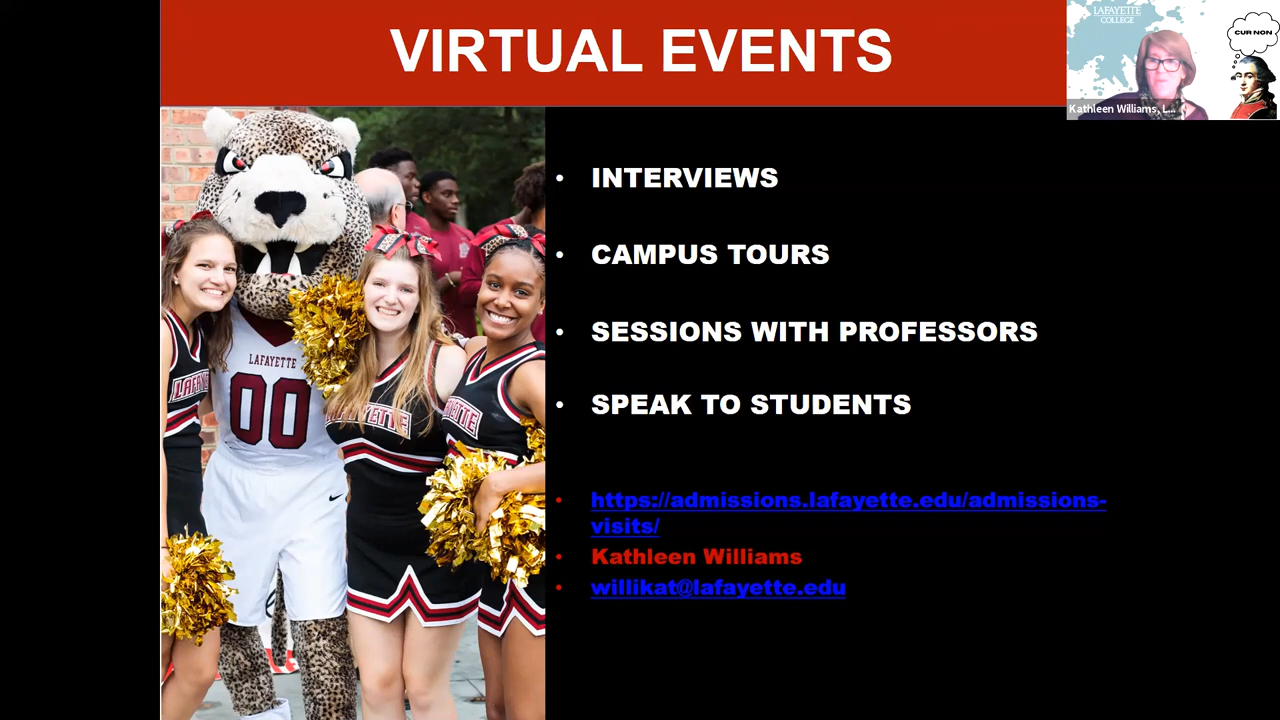 VIRTUAL EVENTS
LAFAYETTE
COLLEGE
CUR NON
Kathleen Williams, L...
• INTERVIEWS
• CAMPUS TOURS
• SESSIONS WITH PROFESSORS
• SPEAK TO STUDENTS
• https://admissions.lafayette.edu/admissions-
visits/
• Kathleen Williams
• willikat@lafayette.edu
LAFAYETTE
00
LAFAYETTE